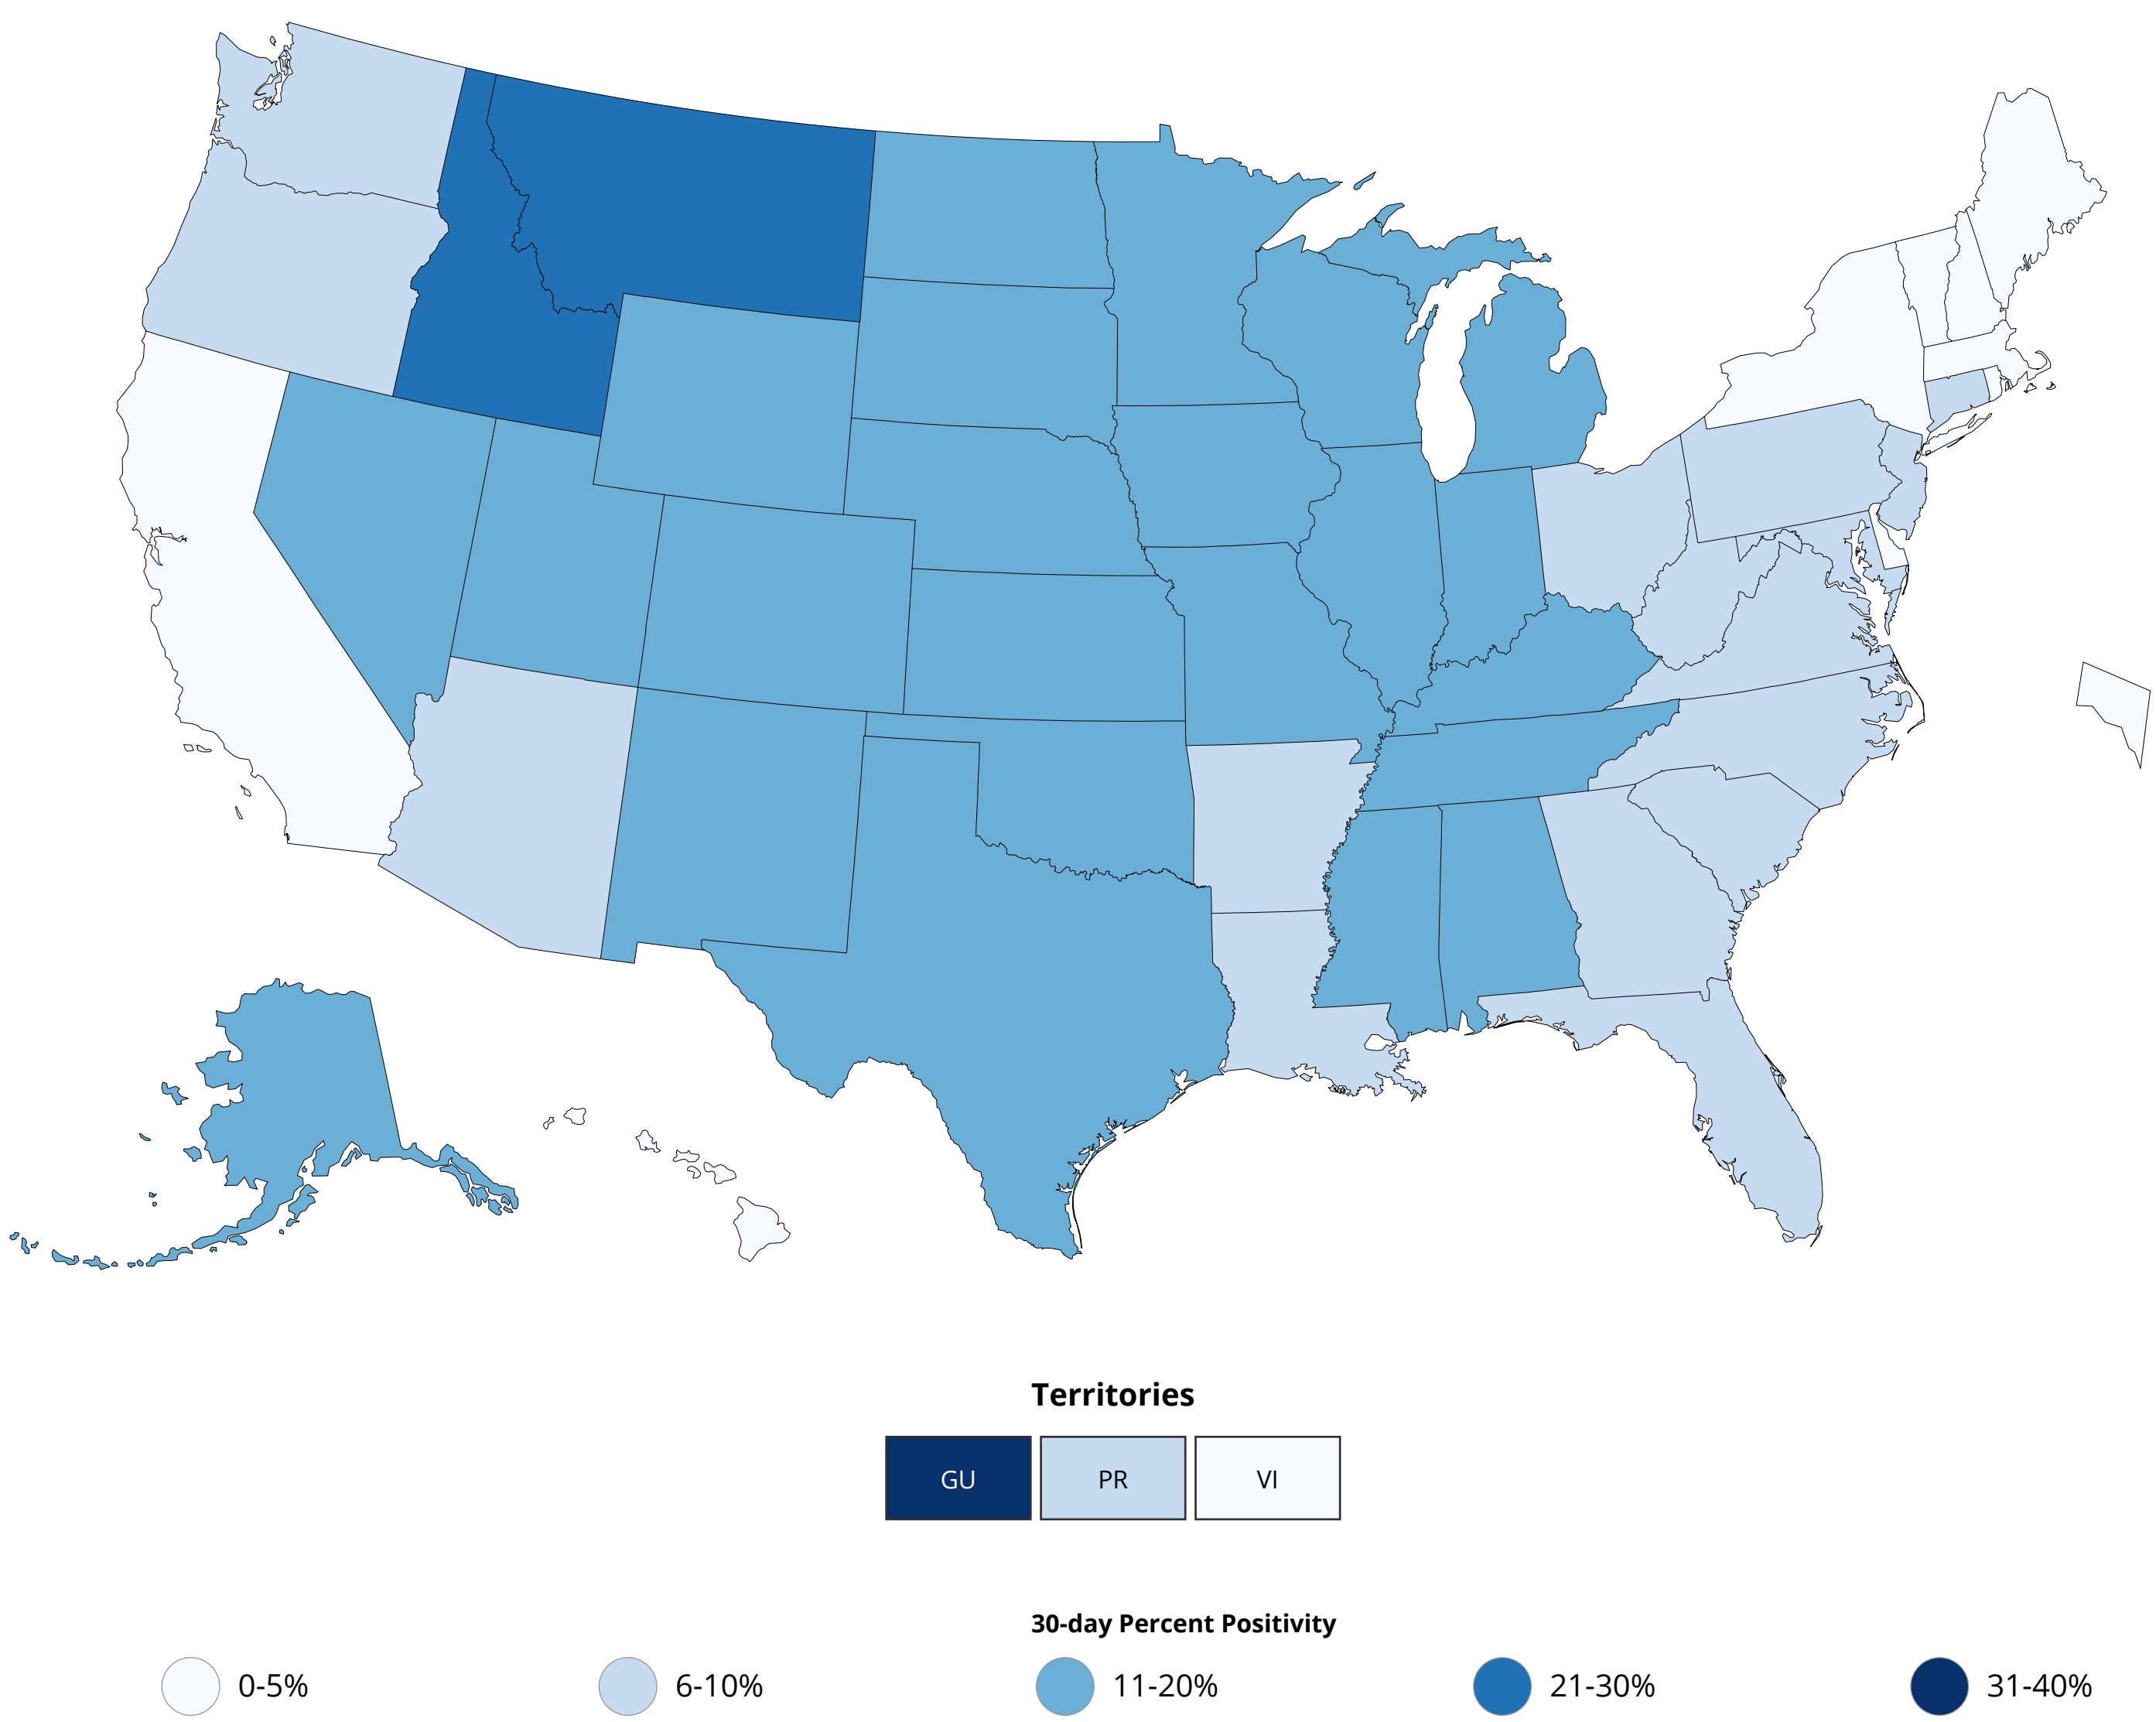 Territories
GU PR VI
30-day Percent Positivity
0-5% 6-10% 11-20% 21-30% 31-40%